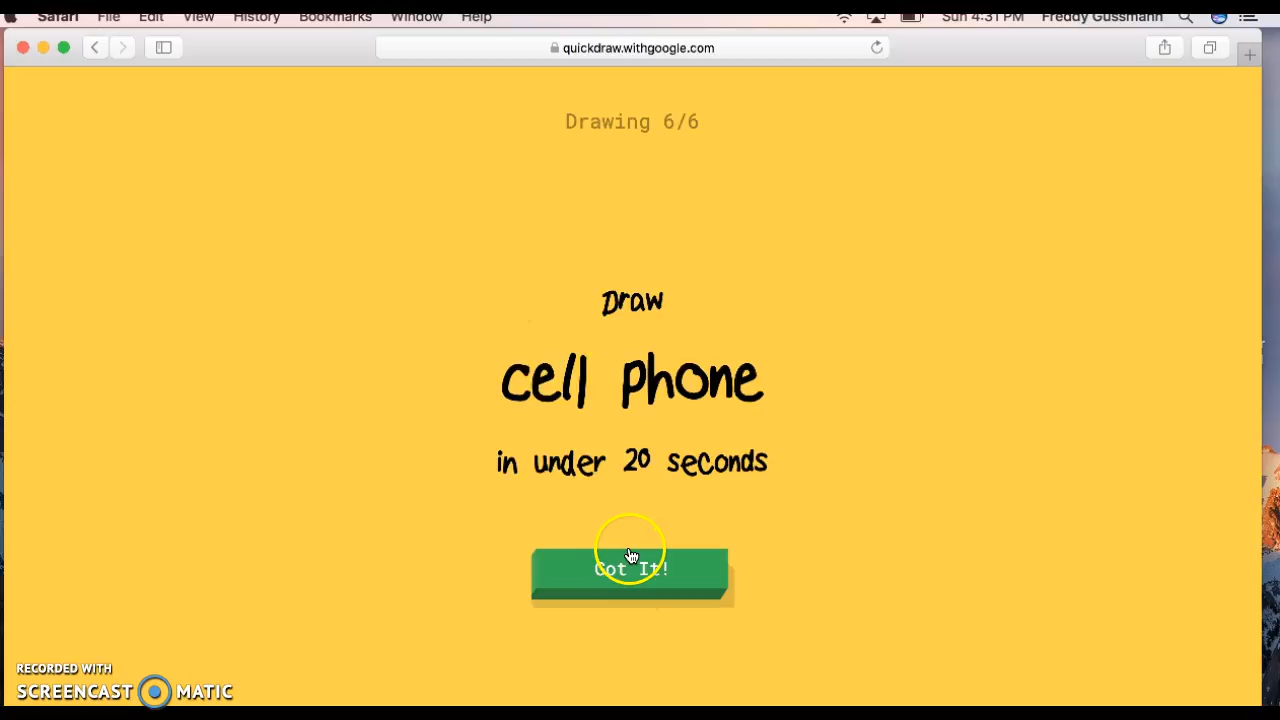 Safari File Edit View History Bookmarks Window Help Sun 4:31 PM Freddy Gussmann
quickdraw.withgoogle.com
Drawing 6/6
Draw
cell phone
in under 20 seconds
Got It!
RECORDED WITH
SCREENCAST MATIC